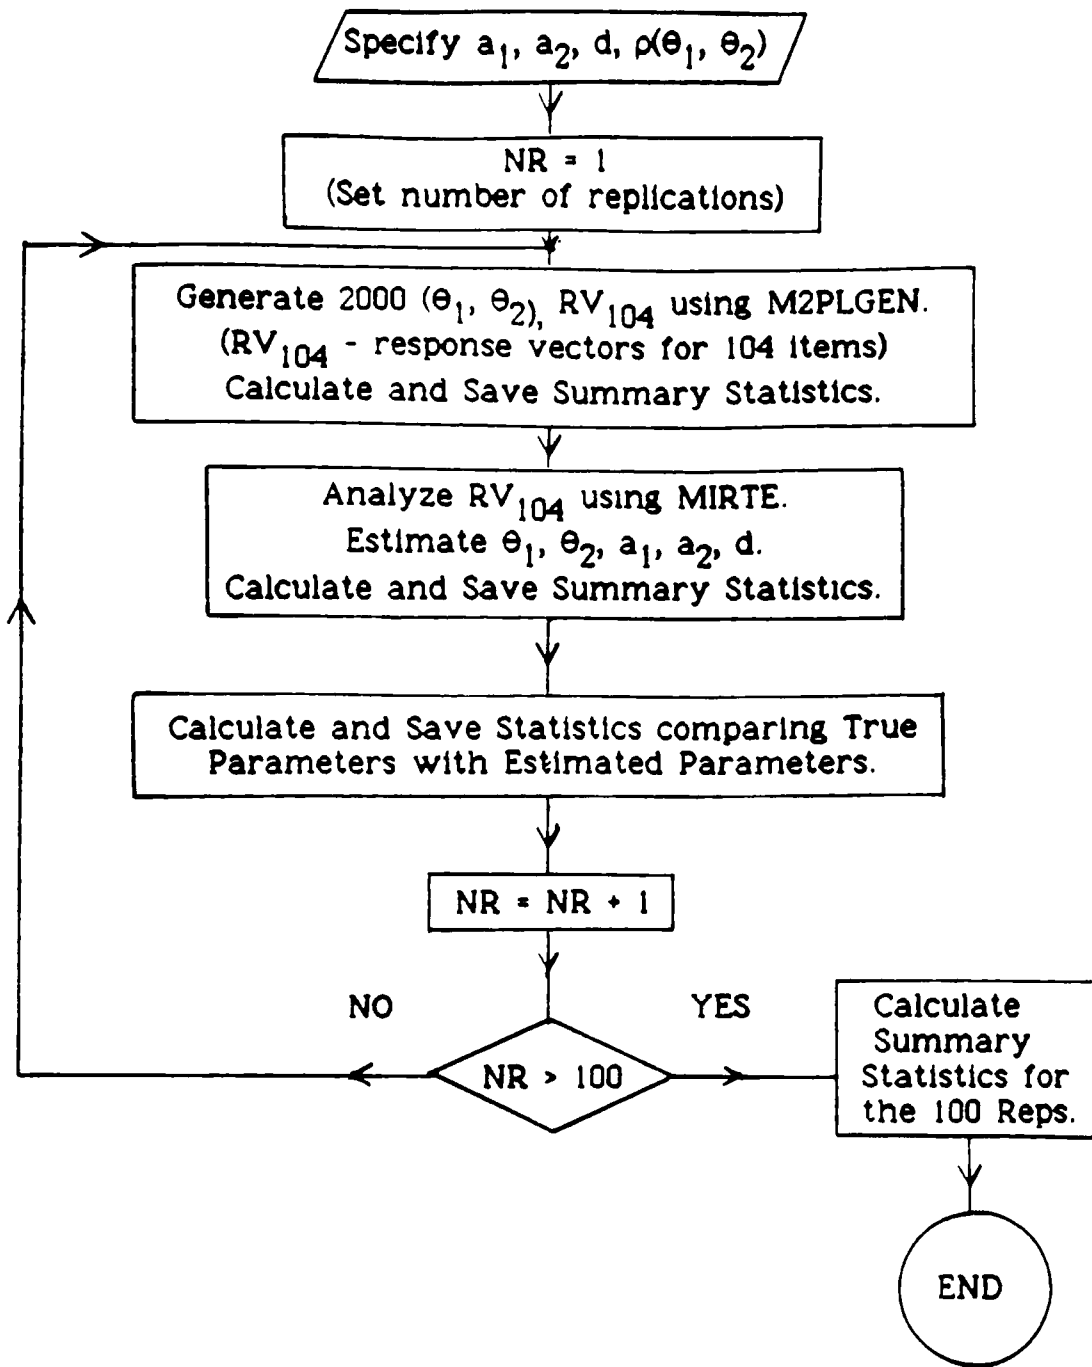 Specify a₁, a₂, d, ρ(θ₁, θ₂)
NR = 1
(Set number of replications)
Generate 2000 (θ₁, θ₂), RV₁₀₄ using M2PLGEN.
(RV₁₀₄ - response vectors for 104 items)
Calculate and Save Summary Statistics.
Analyze RV₁₀₄ using MIRTE.
Estimate θ₁, θ₂, a₁, a₂, d.
Calculate and Save Summary Statistics.
Calculate and Save Statistics comparing True
Parameters with Estimated Parameters.
NR = NR + 1
NO
YES
NR > 100
Calculate
Summary
Statistics for
the 100 Reps.
END